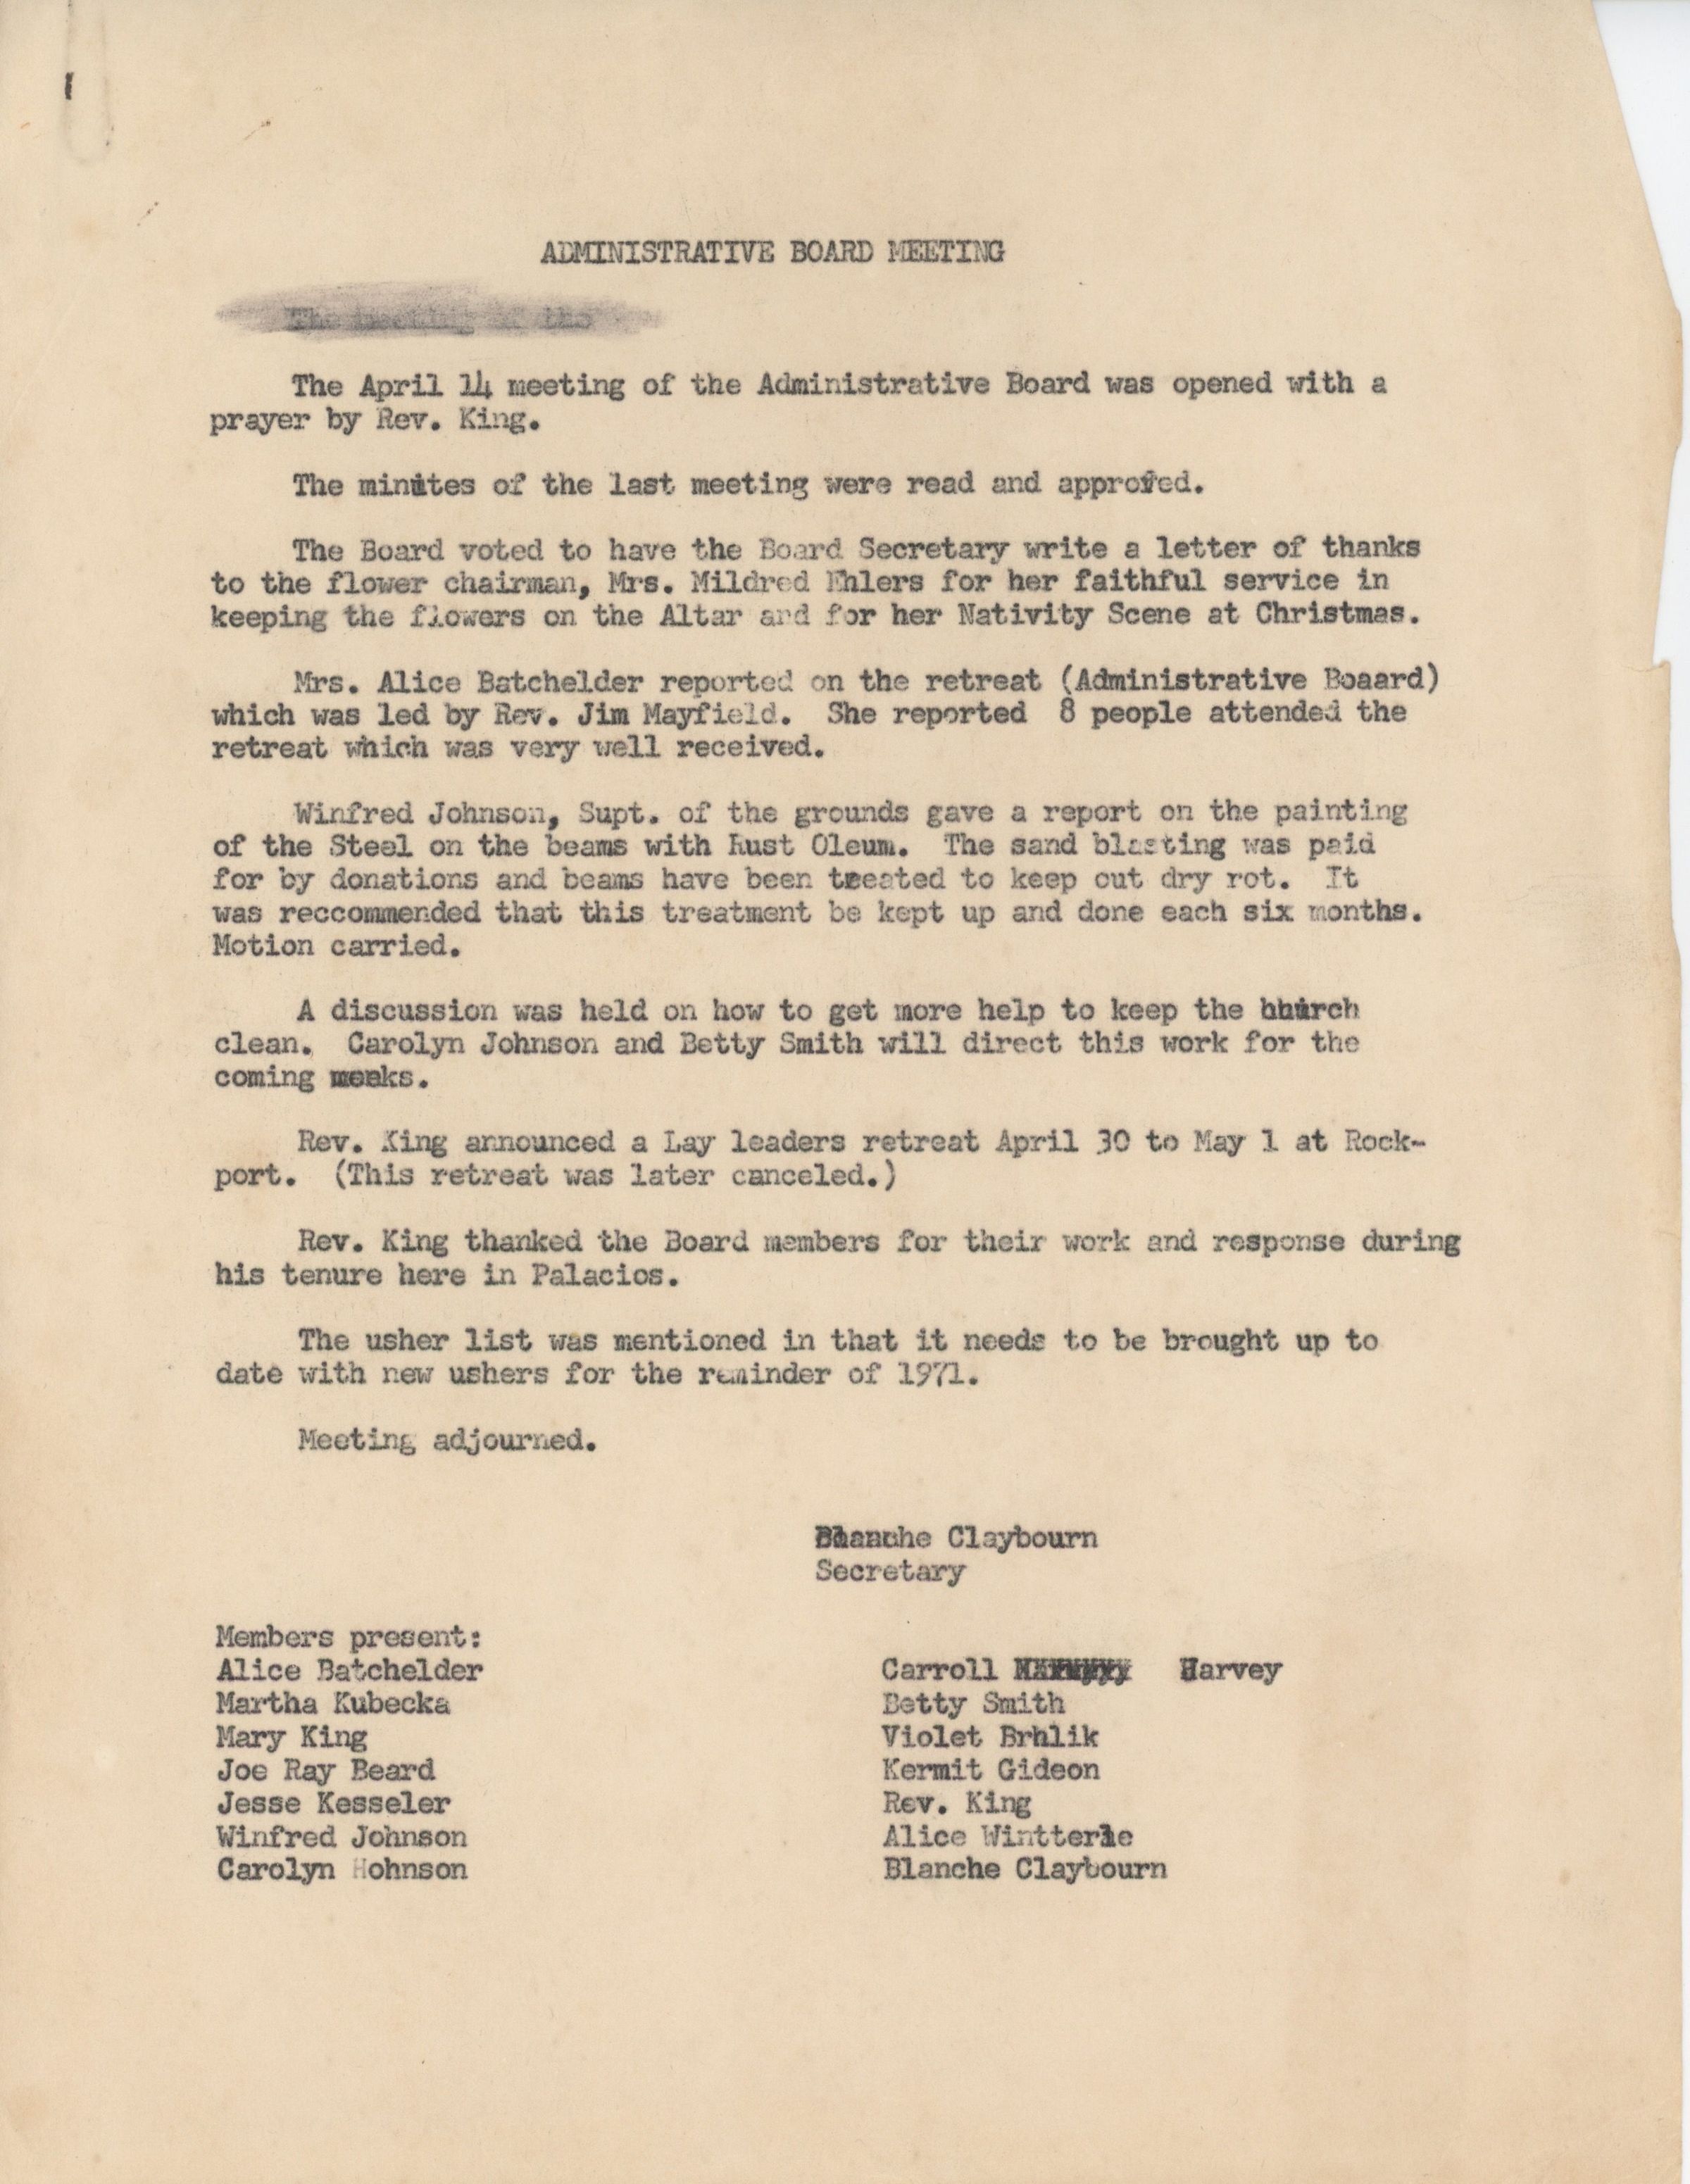 ADMINISTRATIVE BOARD MEETING
The meeting of the
The April 14 meeting of the Administrative Board was opened with a
prayer by Rev. King.
The minutes of the last meeting were read and approved.
The Board voted to have the Board Secretary write a letter of thanks
to the flower chairman, Mrs. Mildred Ehlers for her faithful service in
keeping the flowers on the Altar and for her Nativity Scene at Christmas.
Mrs. Alice Batchelder reported on the retreat (Administrative Boaard)
which was led by Rev. Jim Mayfield. She reported 8 people attended the
retreat which was very well received.
Winfred Johnson, Supt. of the grounds gave a report on the painting
of the Steel on the beams with Rust Oleum. The sand blasting was paid
for by donations and beams have been treated to keep out dry rot. It
was reccommended that this treatment be kept up and done each six months.
Motion carried.
A discussion was held on how to get more help to keep the church
clean. Carolyn Johnson and Betty Smith will direct this work for the
coming weeks.
Rev. King announced a Lay leaders retreat April 30 to May 1 at Rock-
port. (This retreat was later canceled.)
Rev. King thanked the Board members for their work and response during
his tenure here in Palacios.
The usher list was mentioned in that it needs to be brought up to
date with new ushers for the reminder of 1971.
Meeting adjourned.
Blanche Claybourn
Secretary
Members present:
Alice Batchelder
Martha Kubecka
Mary King
Joe Ray Beard
Jesse Kesseler
Winfred Johnson
Carolyn Hohnson
Carroll Harvey
Betty Smith
Violet Brhlik
Kermit Gideon
Rev. King
Alice Wintterle
Blanche Claybourn